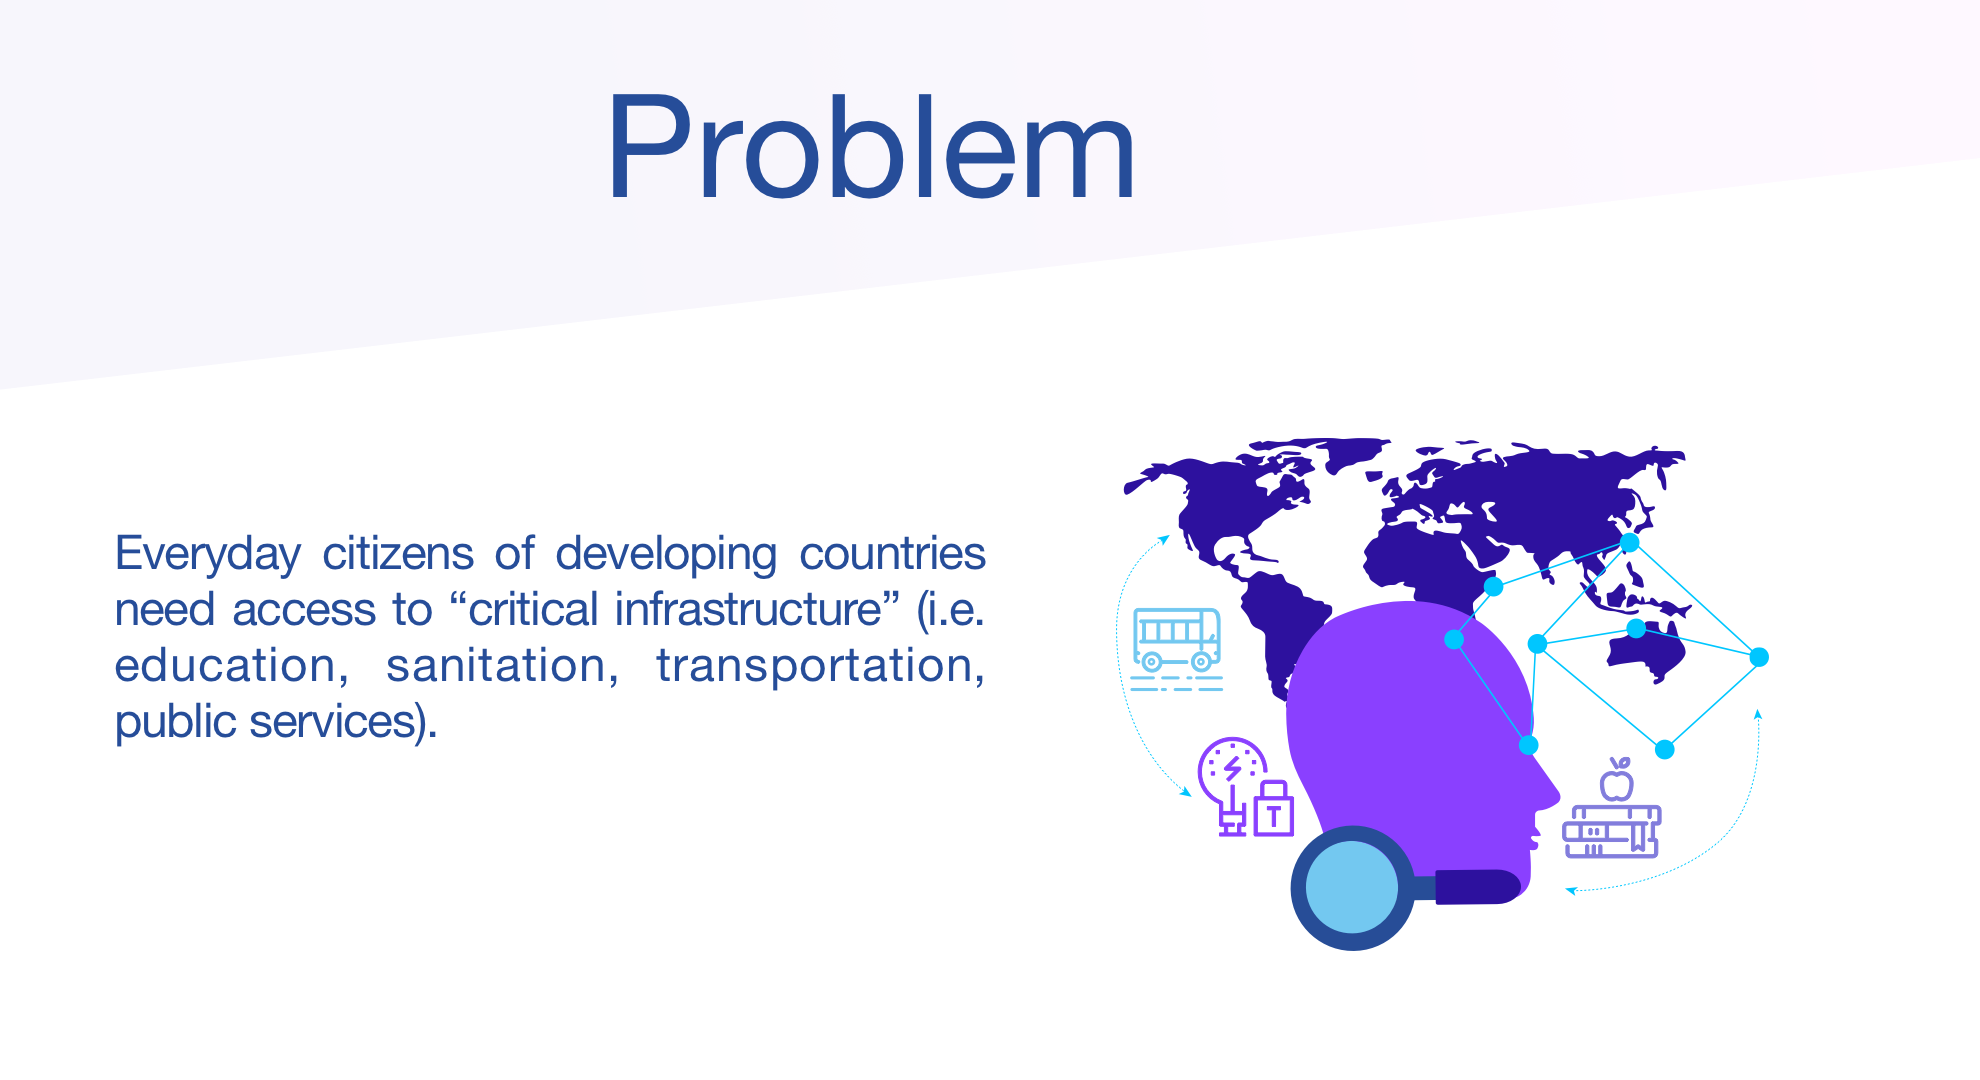 Problem
Everyday citizens of developing countries
need access to “critical infrastructure” (i.e.
education, sanitation, transportation,
public services).
T